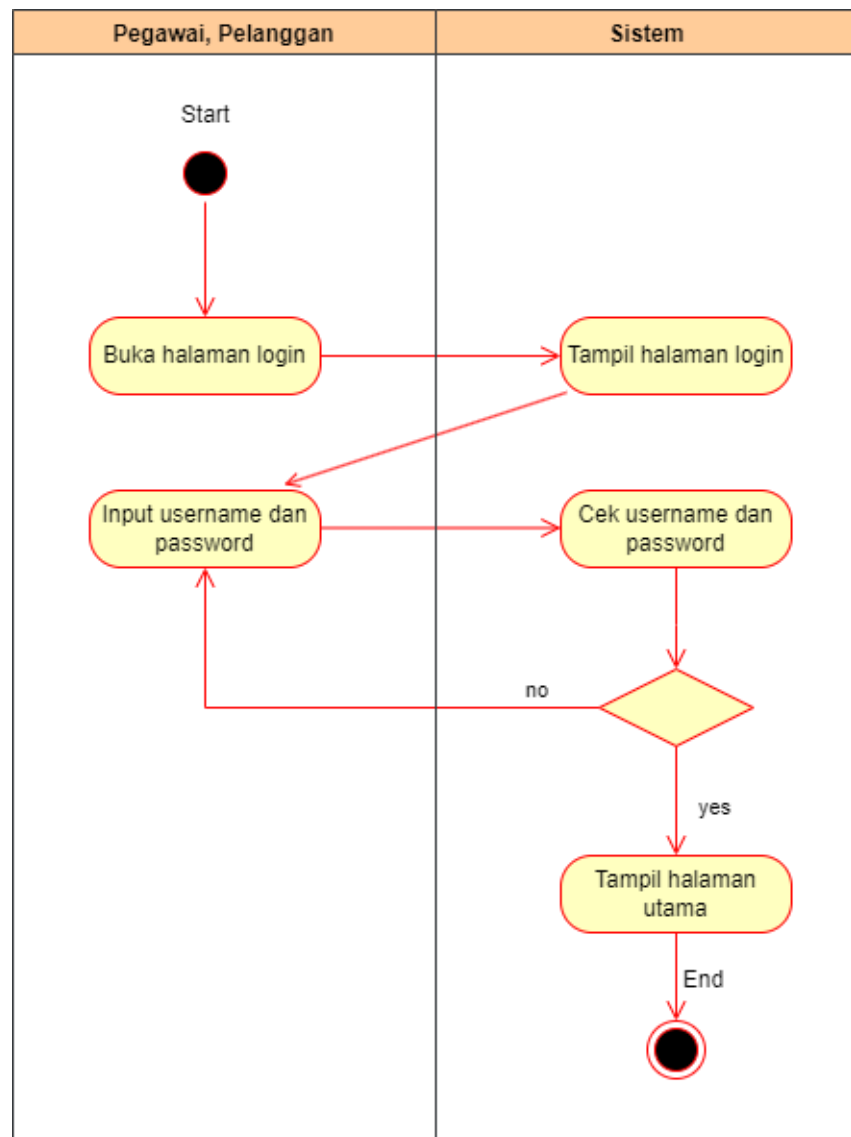 Pegawai, Pelanggan
Sistem
Start
Buka halaman login
Tampil halaman login
Input username dan
password
Cek username dan
password
no
yes
Tampil halaman
utama
End